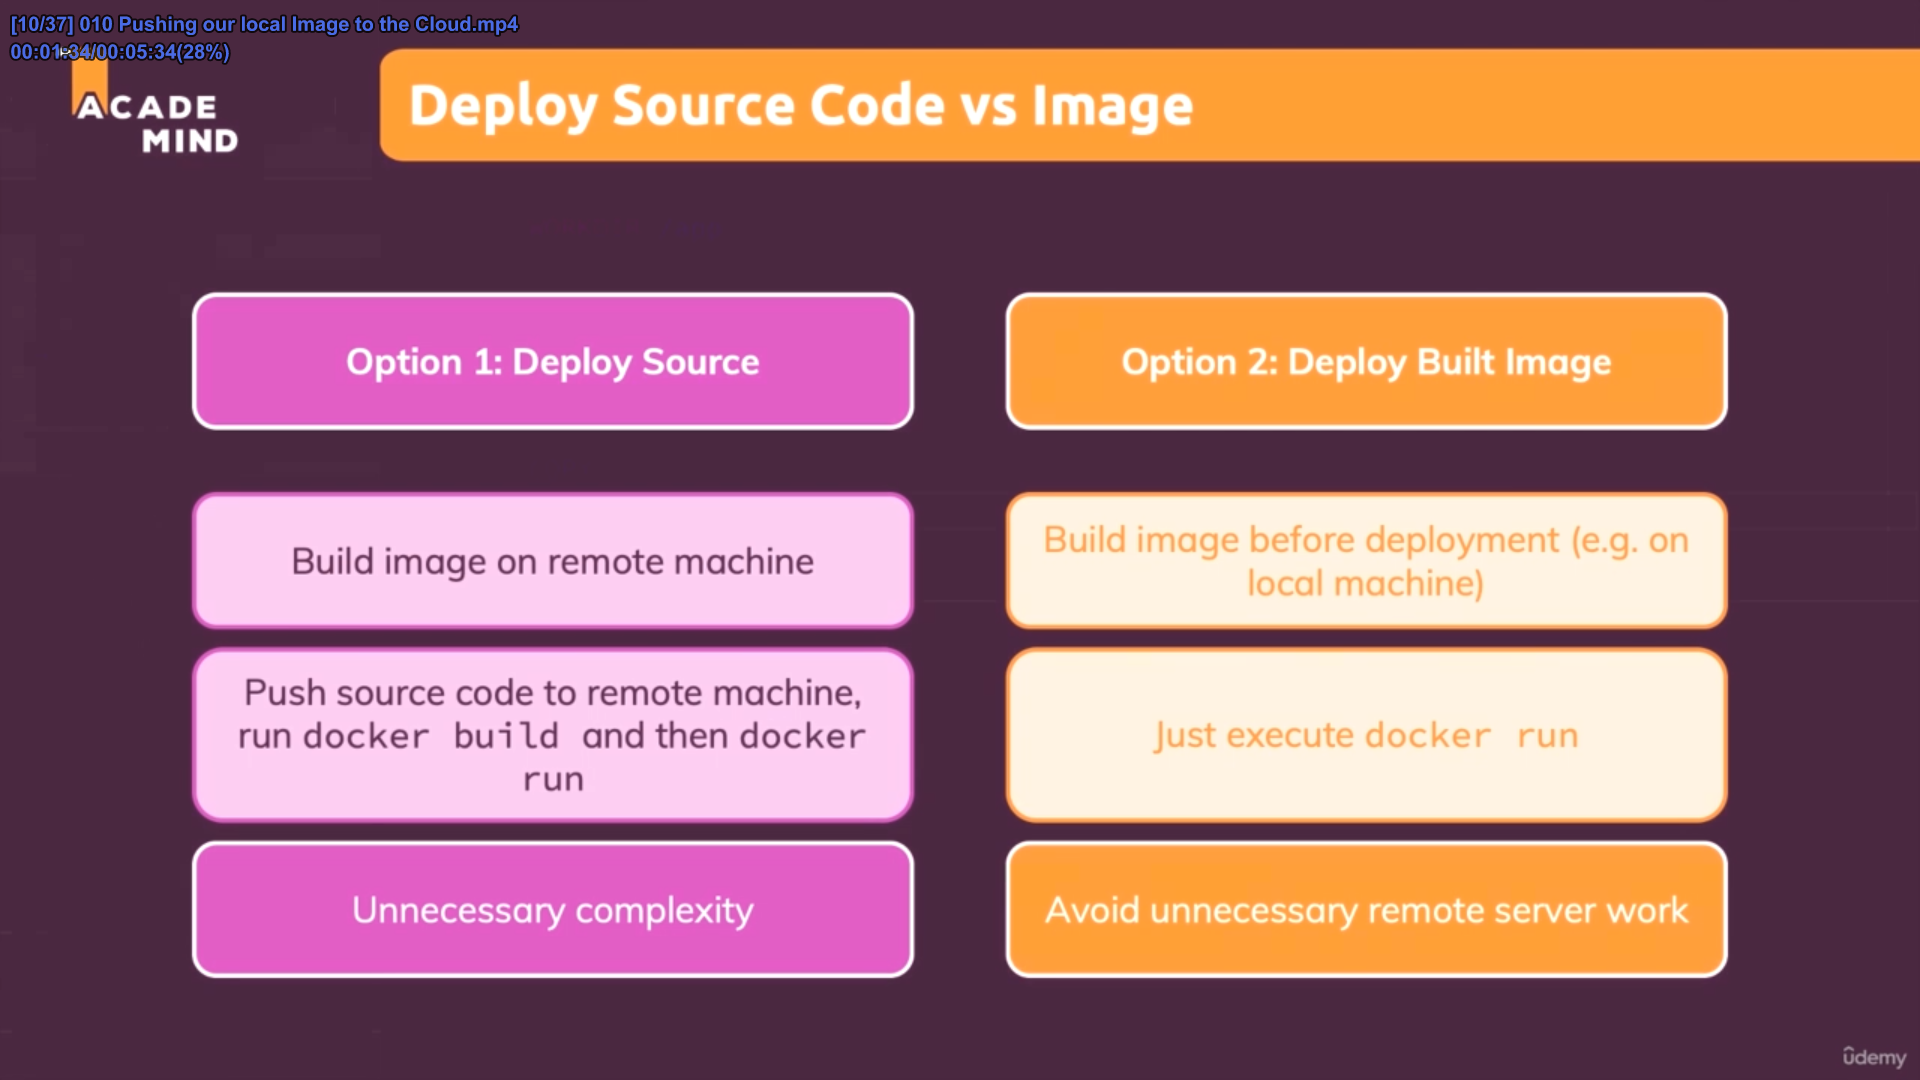 [10/37] 010 Pushing our local Image to the Cloud.mp4
00:01:34/00:05:34(28%)
ACADE
MIND
Deploy Source Code vs Image
Option 1: Deploy Source
Build image on remote machine
Push source code to remote machine,
run docker build and then docker
run
Unnecessary complexity
Option 2: Deploy Built Image
Build image before deployment (e.g. on
local machine)
Just execute docker run
Avoid unnecessary remote server work
ûdemy